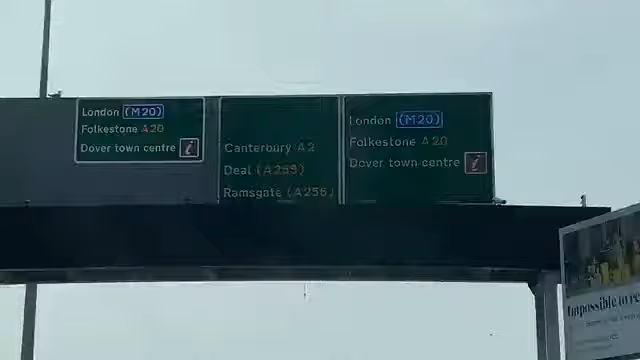 London (M20)
Folkestone A20
Dover town centre i
Canterbury A2
Deal (A258)
Ramsgate (A256)
London (M20)
Folkestone A20
Dover town centre i
Impossible to